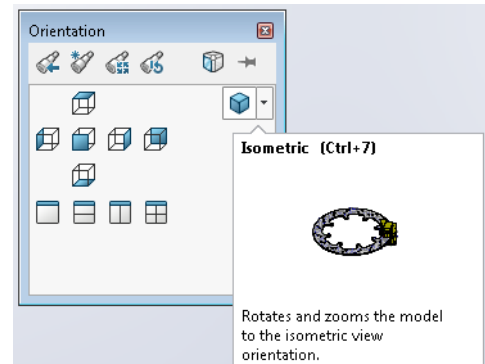 Orientation
Isometric (Ctrl+7)
Rotates and zooms the model
to the isometric view
orientation.